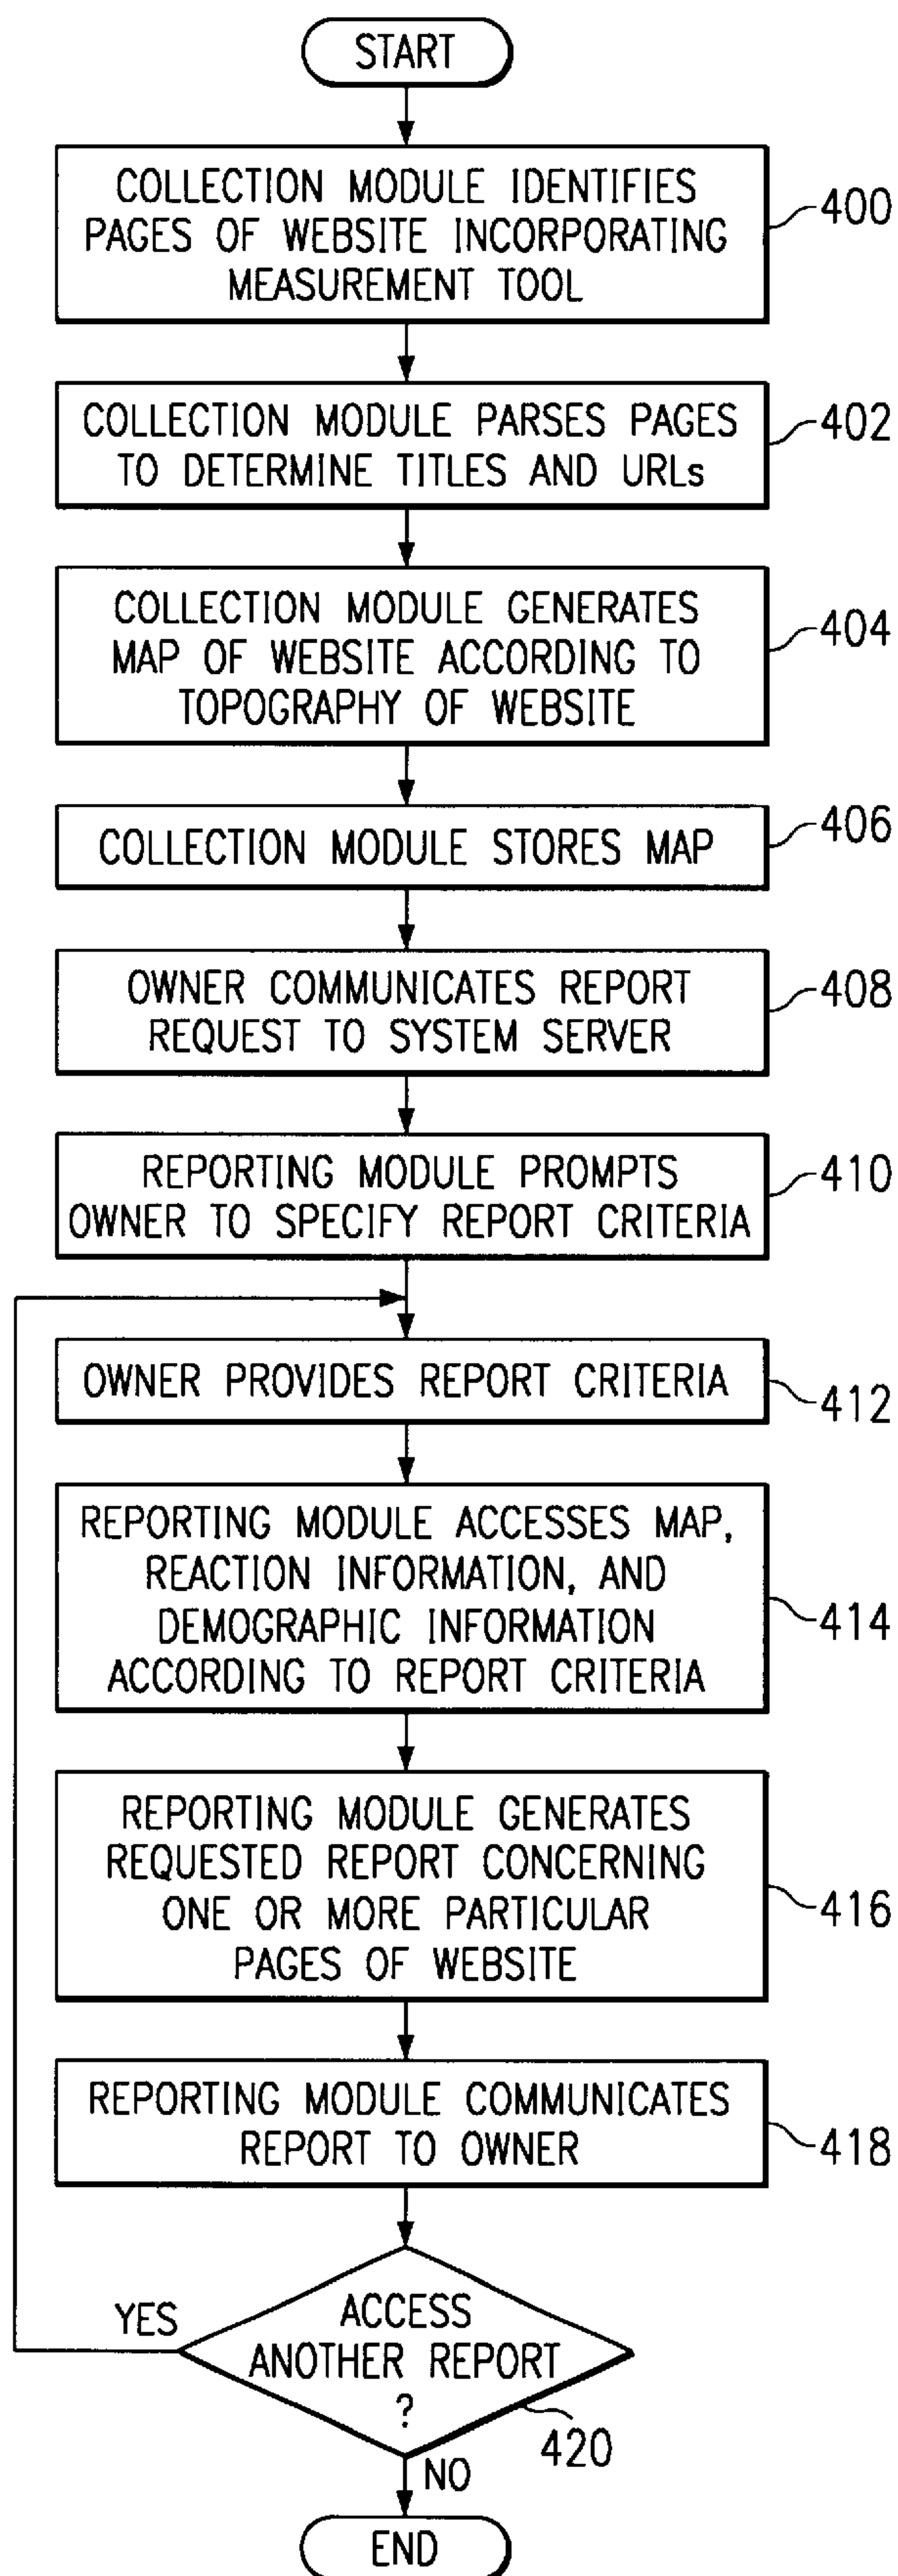 START
COLLECTION MODULE IDENTIFIES
PAGES OF WEBSITE INCORPORATING
MEASUREMENT TOOL
400
COLLECTION MODULE PARSES PAGES
TO DETERMINE TITLES AND URLs
402
COLLECTION MODULE GENERATES
MAP OF WEBSITE ACCORDING TO
TOPOGRAPHY OF WEBSITE
404
COLLECTION MODULE STORES MAP
406
OWNER COMMUNICATES REPORT
REQUEST TO SYSTEM SERVER
408
REPORTING MODULE PROMPTS
OWNER TO SPECIFY REPORT CRITERIA
410
OWNER PROVIDES REPORT CRITERIA
412
REPORTING MODULE ACCESSES MAP,
REACTION INFORMATION, AND
DEMOGRAPHIC INFORMATION
ACCORDING TO REPORT CRITERIA
414
REPORTING MODULE GENERATES
REQUESTED REPORT CONCERNING
ONE OR MORE PARTICULAR
PAGES OF WEBSITE
416
REPORTING MODULE COMMUNICATES
REPORT TO OWNER
418
YES
ACCESS
ANOTHER REPORT
?
420
NO
END